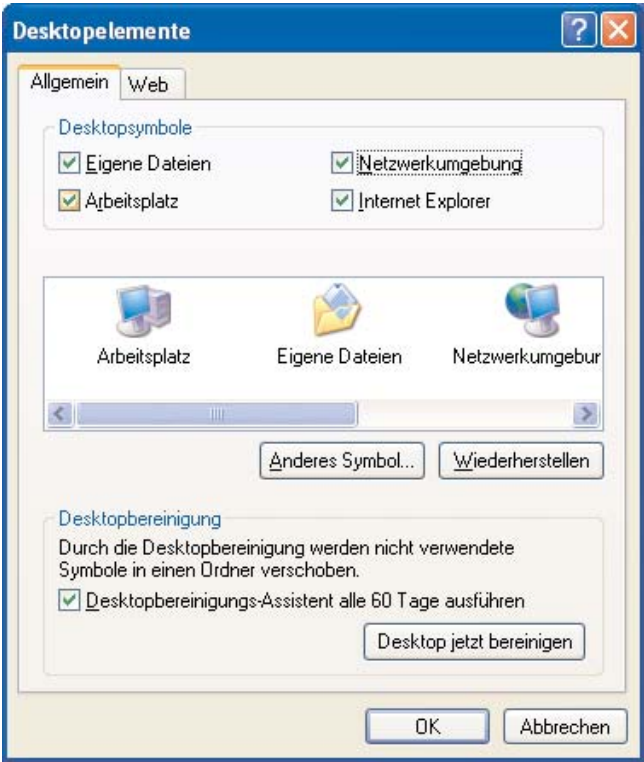 Desktopelemente
Allgemein Web
Desktopsymbole
Eigene Dateien Netzwerkumgebung
Arbeitsplatz Internet Explorer
Arbeitsplatz Eigene Dateien Netzwerkumgebur
Anderes Symbol... Wiederherstellen
Desktopbereinigung
Durch die Desktopbereinigung werden nicht verwendete
Symbole in einen Ordner verschoben.
Desktopbereinigungs-Assistent alle 60 Tage ausführen
Desktop jetzt bereinigen
OK Abbrechen